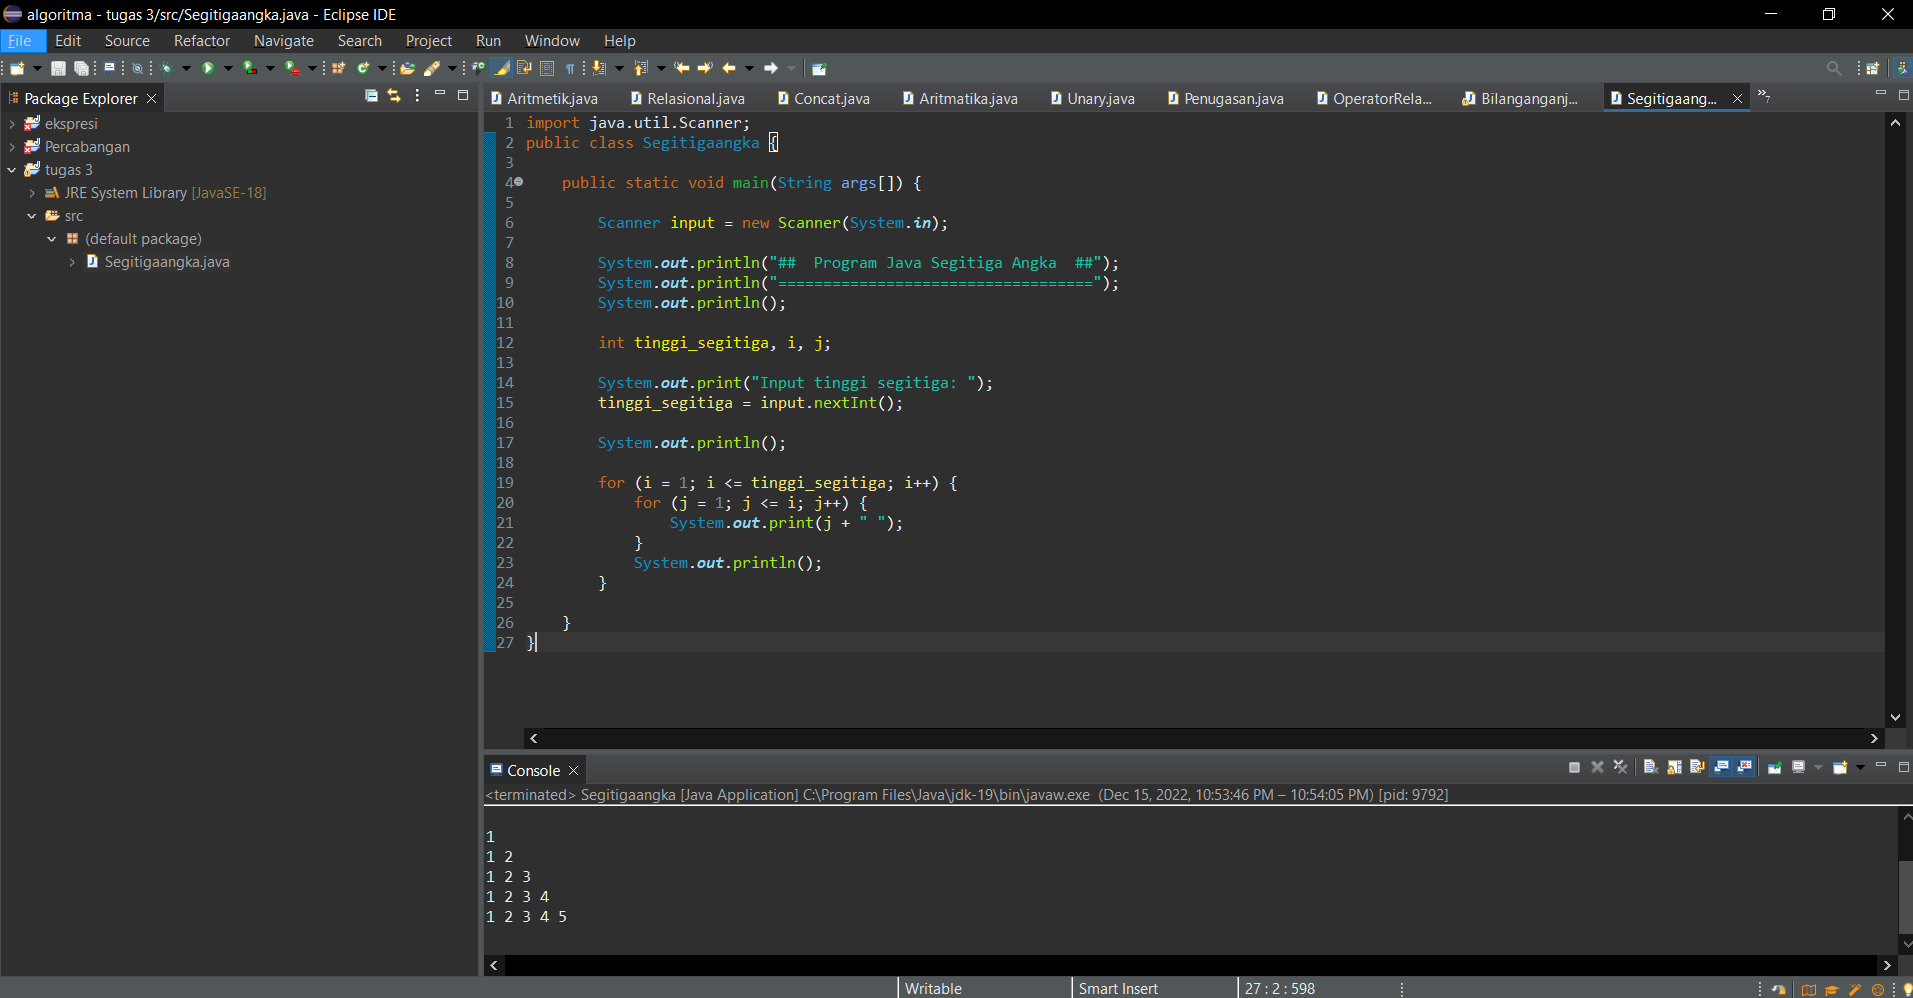 algoritma - tugas 3/src/Segitigaangka.java - Eclipse IDE
File Edit Source Refactor Navigate Search Project Run Window Help
Package Explorer
ekspresi
Percabangan
tugas 3
JRE System Library [JavaSE-18]
src
(default package)
Segitigaangka.java
Aritmetik.java Relasional.java Concat.java Aritmatika.java Unary.java Penugasan.java OperatorRela... Bilanganganj... Segitigaang... »7
1 import java.util.Scanner;
2 public class Segitigaangka {
3
4     public static void main(String args[]) {
5
6         Scanner input = new Scanner(System.in);
7
8         System.out.println("##  Program Java Segitiga Angka  ##");
9         System.out.println("===================================");
10         System.out.println();
11
12         int tinggi_segitiga, i, j;
13
14         System.out.print("Input tinggi segitiga: ");
15         tinggi_segitiga = input.nextInt();
16
17         System.out.println();
18
19         for (i = 1; i <= tinggi_segitiga; i++) {
20             for (j = 1; j <= i; j++) {
21                 System.out.print(j + " ");
22             }
23             System.out.println();
24         }
25
26     }
27 }
Console
<terminated> Segitigaangka [Java Application] C:\Program Files\Java\jdk-19\bin\javaw.exe (Dec 15, 2022, 10:53:46 PM – 10:54:05 PM) [pid: 9792]
1
1 2
1 2 3
1 2 3 4
1 2 3 4 5
Writable Smart Insert 27 : 2 : 598